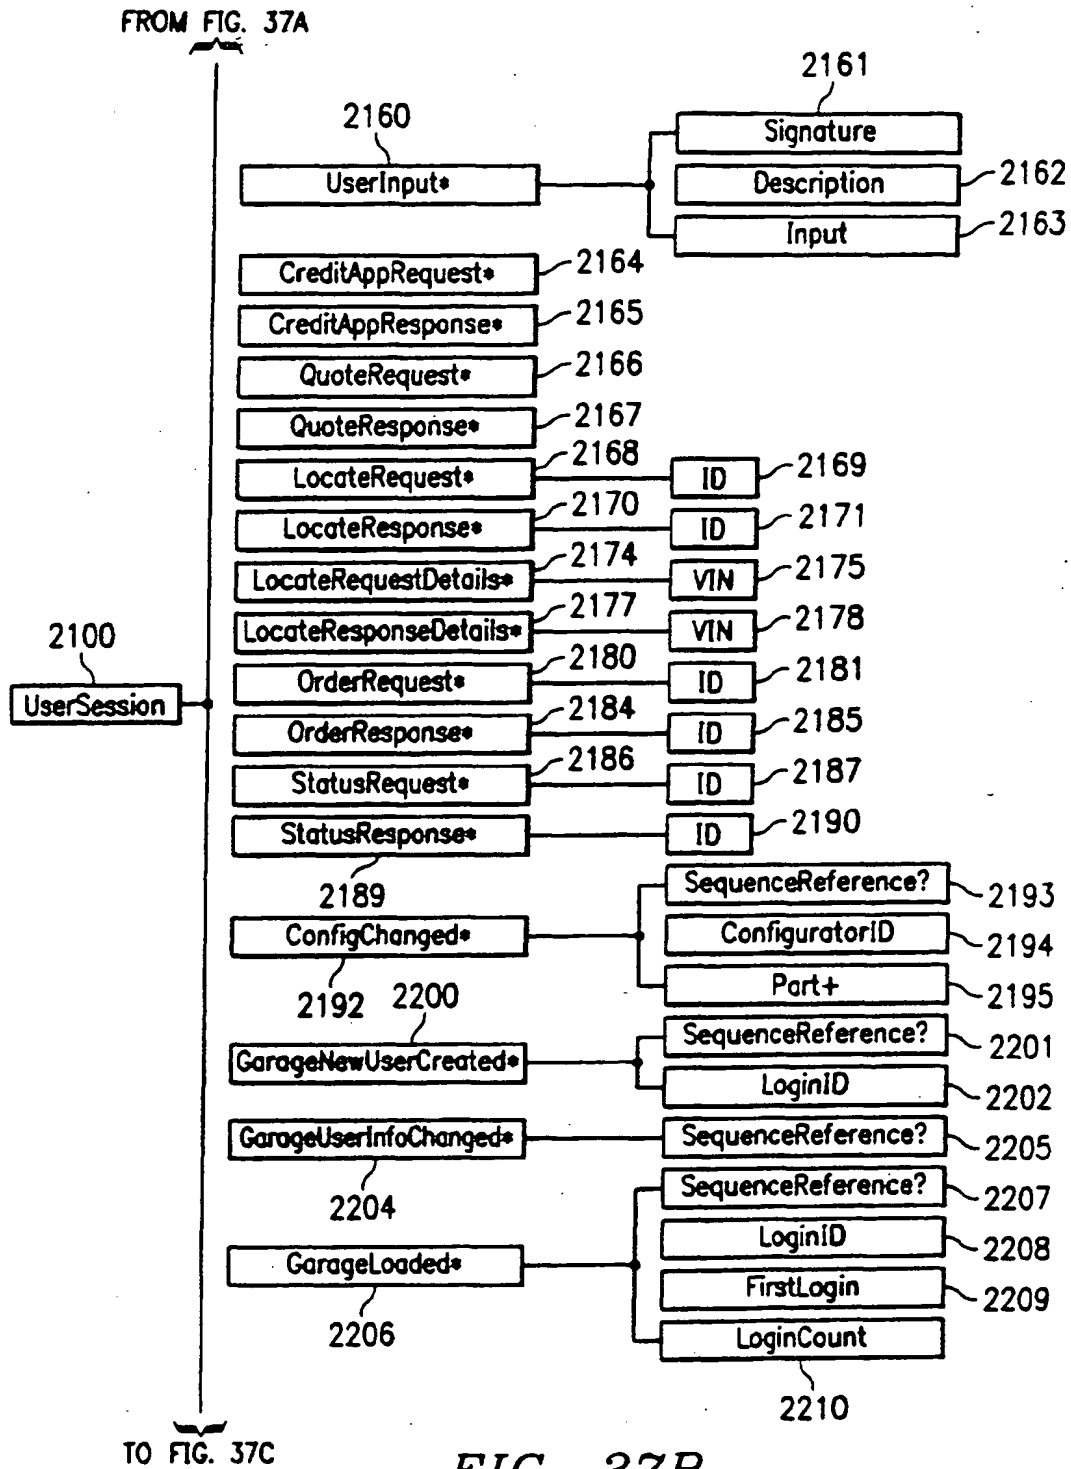 FROM FIG. 37A
2161
2160
Signature
UserInput*
Description
2162
Input
2163
CreditAppRequest*
2164
CreditAppResponse*
2165
QuoteRequest*
2166
QuoteResponse*
2167
LocateRequest*
2168
ID
2169
LocateResponse*
2170
ID
2171
LocateRequestDetails*
2174
VIN
2175
LocateResponseDetails*
2177
VIN
2178
2100
UserSession
OrderRequest*
2180
ID
2181
OrderResponse*
2184
ID
2185
StatusRequest*
2186
ID
2187
StatusResponse*
ID
2190
2189
SequenceReference?
2193
ConfigChanged*
ConfiguratorID
2194
2192
Part+
2195
2200
SequenceReference?
2201
GarageNewUserCreated*
LoginID
2202
GarageUserInfoChanged*
SequenceReference?
2205
2204
SequenceReference?
2207
LoginID
2208
GarageLoaded*
FirstLogin
2209
2206
LoginCount
2210
TO FIG. 37C
FIG. 37B